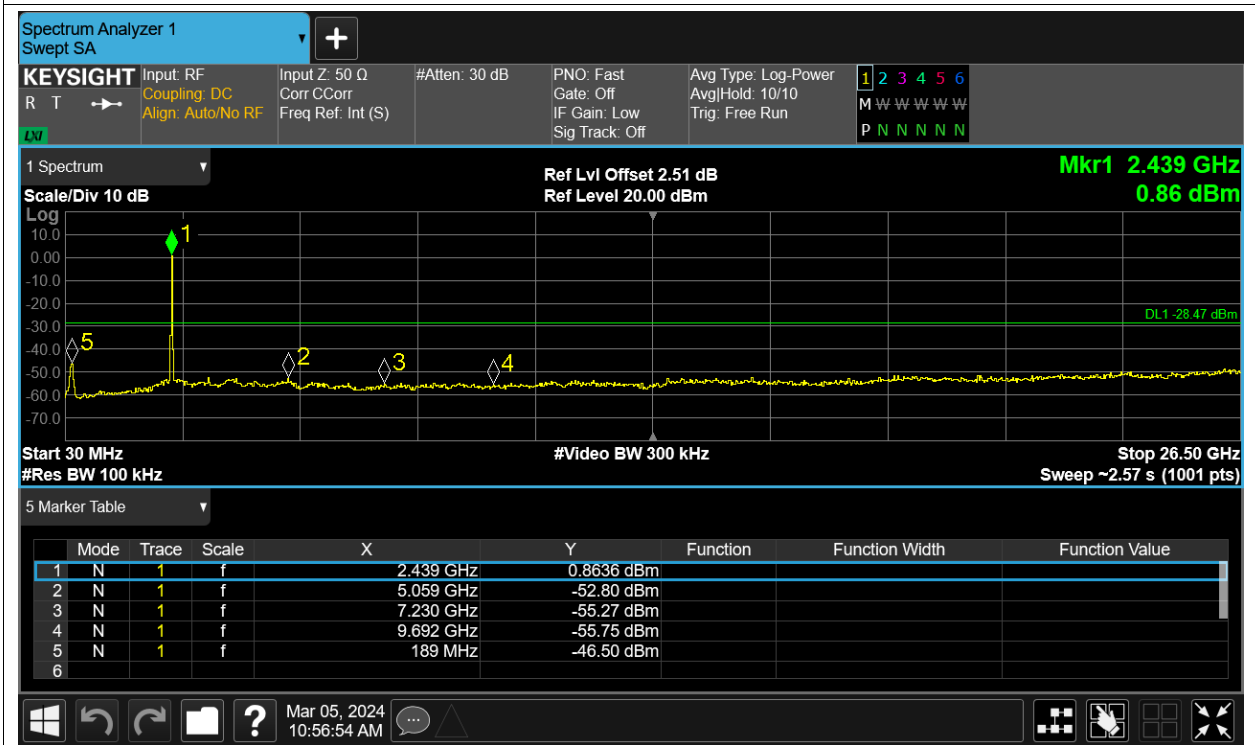 Spectrum Analyzer 1
Swept SA
KEYSIGHT
R T
LXI
Input: RF
Coupling: DC
Align: Auto/No RF
Input Z: 50 Ω
Corr CCorr
Freq Ref: Int (S)
#Atten: 30 dB
PNO: Fast
Gate: Off
IF Gain: Low
Sig Track: Off
Avg Type: Log-Power
Avg|Hold: 10/10
Trig: Free Run
1 2 3 4 5 6
M W W W W W
P N N N N N
1 Spectrum
Scale/Div 10 dB
Ref Lvl Offset 2.51 dB
Ref Level 20.00 dBm
Mkr1 2.439 GHz
0.86 dBm
Log
10.0
0.00
-10.0
-20.0
-30.0
-40.0
-50.0
-60.0
-70.0
1
5
2
3
4
DL1 -28.47 dBm
Start 30 MHz
#Res BW 100 kHz
#Video BW 300 kHz
Stop 26.50 GHz
Sweep ~2.57 s (1001 pts)
5 Marker Table
Mode Trace Scale X Y Function Function Width Function Value
1 N 1 f 2.439 GHz 0.8636 dBm
2 N 1 f 5.059 GHz -52.80 dBm
3 N 1 f 7.230 GHz -55.27 dBm
4 N 1 f 9.692 GHz -55.75 dBm
5 N 1 f 189 MHz -46.50 dBm
6
?
Mar 05, 2024
10:56:54 AM